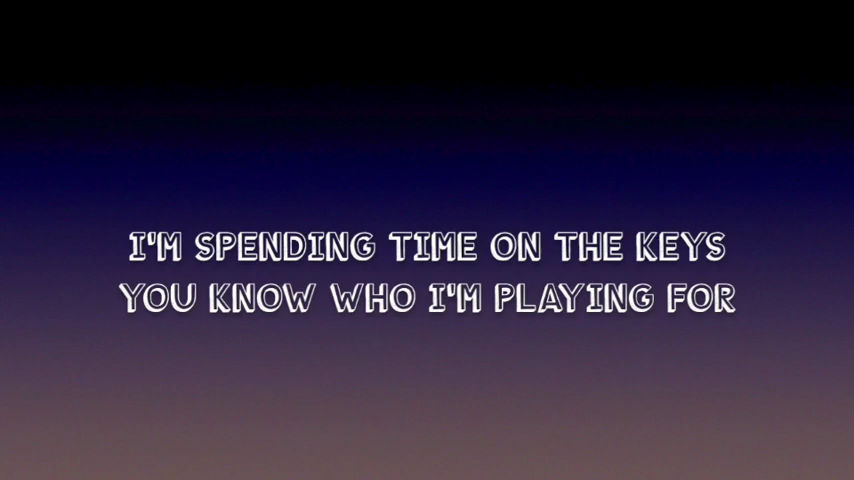 I'M SPENDING TIME ON THE KEYS
YOU KNOW WHO I'M PLAYING FOR